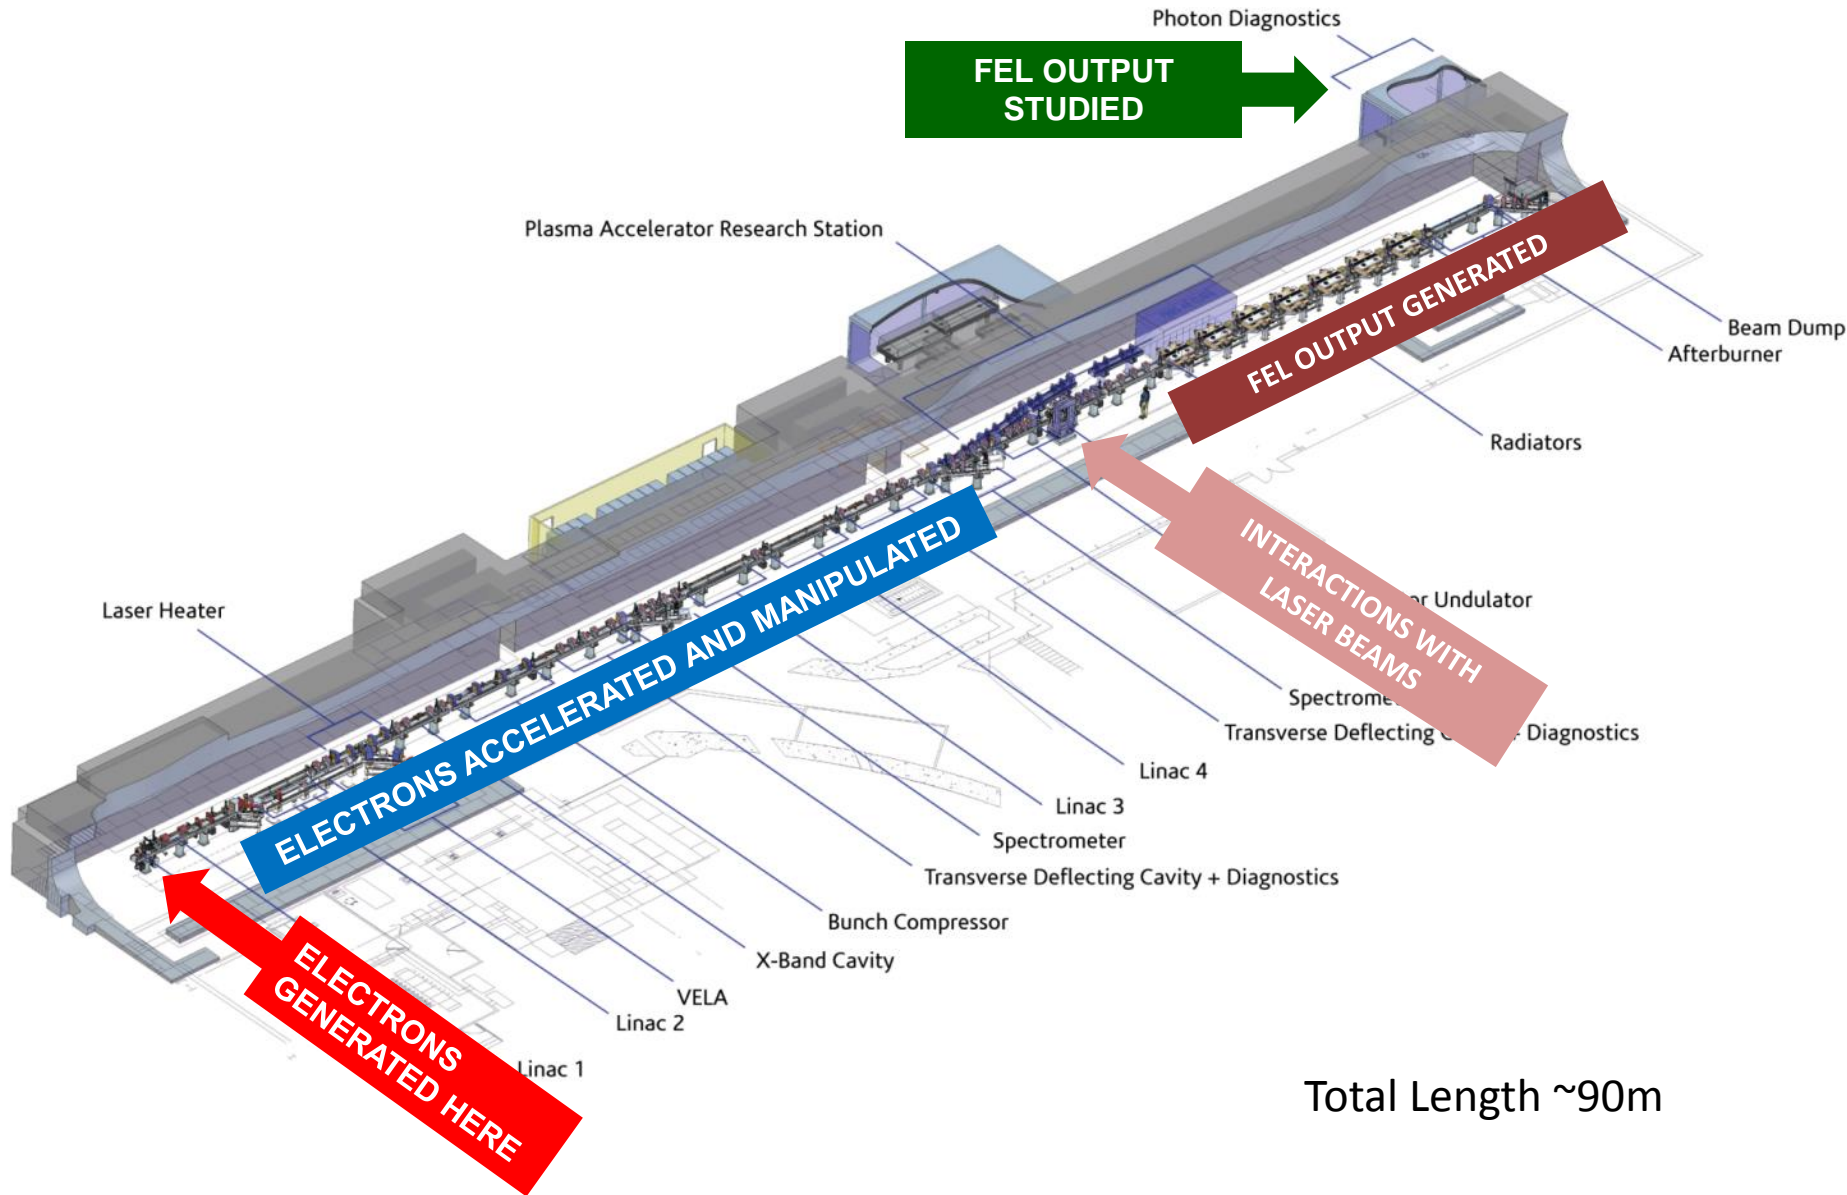 Photon Diagnostics
FEL OUTPUT
STUDIED
Plasma Accelerator Research Station
FEL OUTPUT GENERATED
Beam Dump
Afterburner
Radiators
INTERACTIONS WITH
LASER BEAMS
Undulator
Laser Heater
ELECTRONS ACCELERATED AND MANIPULATED
Transverse Deflecting
+ Diagnostics
Linac 4
Linac 3
Spectrometer
Transverse Deflecting Cavity + Diagnostics
Bunch Compressor
X-Band Cavity
VELA
Linac 2
Linac 1
ELECTRONS
GENERATED HERE
Total Length ~90m